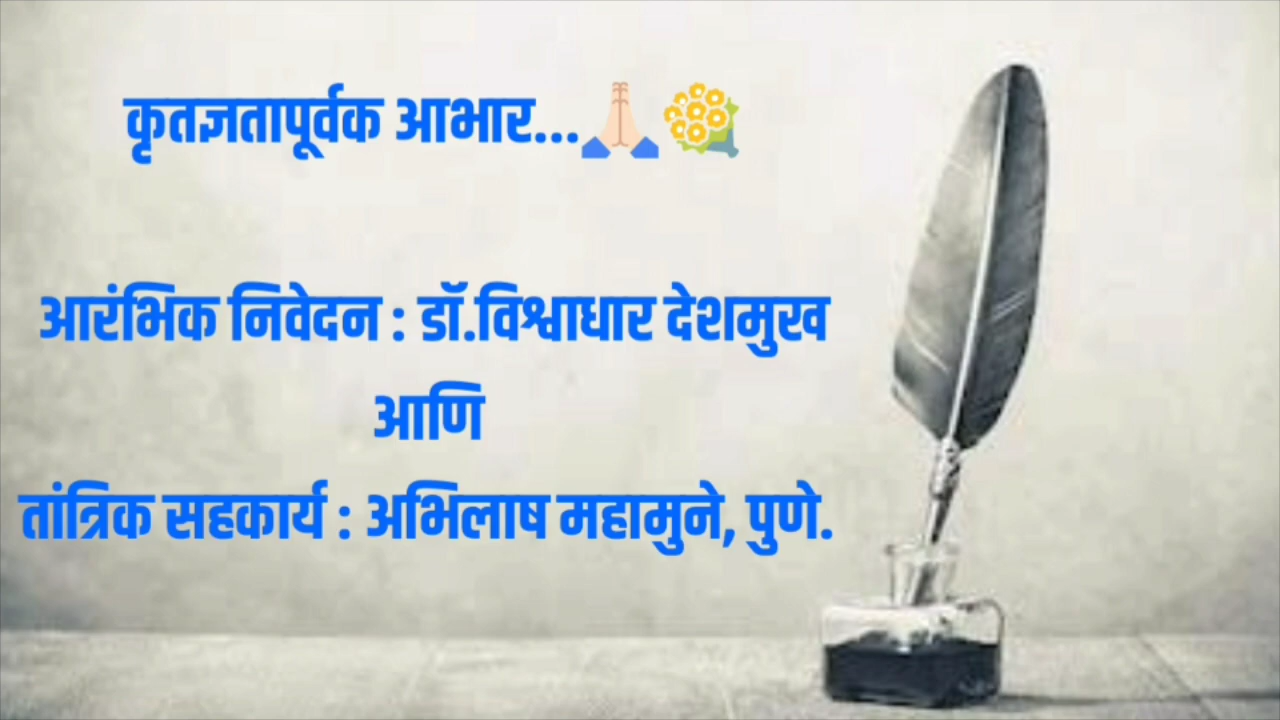 कृतज्ञतापूर्वक आभार...🙏🏻💐
आरंभिक निवेदन : डॉ.विश्वाधार देशमुख
आणि
तांत्रिक सहकार्य : अभिलाष महामुने, पुणे.